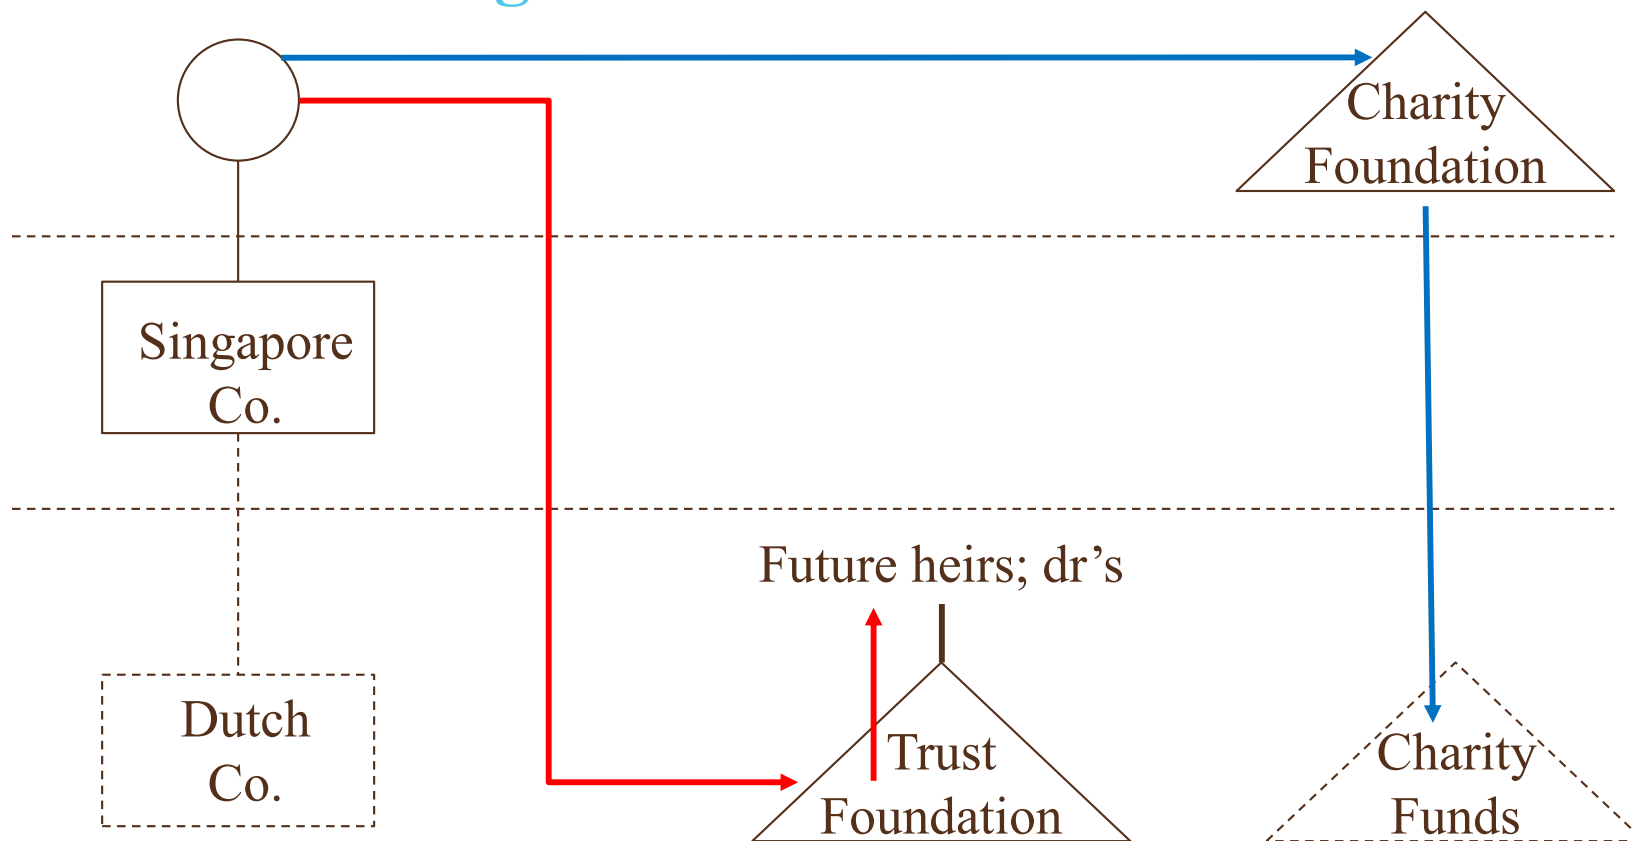 Charity
Foundation
Singapore
Co.
Future heirs; dr’s
Dutch
Co.
Trust
Foundation
Charity
Funds